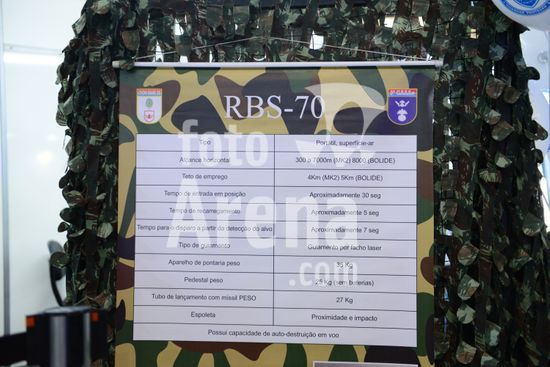 RBS-70
Tipo Portátil, superfície-ar
Alcance horizontal 300 a 7000m (MK2) 8000 (BOLIDE)
Teto de emprego 4Km (MK2) 5Km (BOLIDE)
Tempo de entrada em posição Aproximadamente 30 seg
Tempo de recarregamento Aproximadamente 5 seg
Tempo para o disparo a partir da detecção do alvo Aproximadamente 7 seg
Tipo de guiamento Guiamento por facho laser
Aparelho de pontaria peso 35 Kg
Pedestal peso 25 Kg (sem baterias)
Tubo de lançamento com míssil PESO 27 Kg
Espoleta Proximidade e impacto
Possui capacidade de auto-destruição em voo
foto
Arena
.com